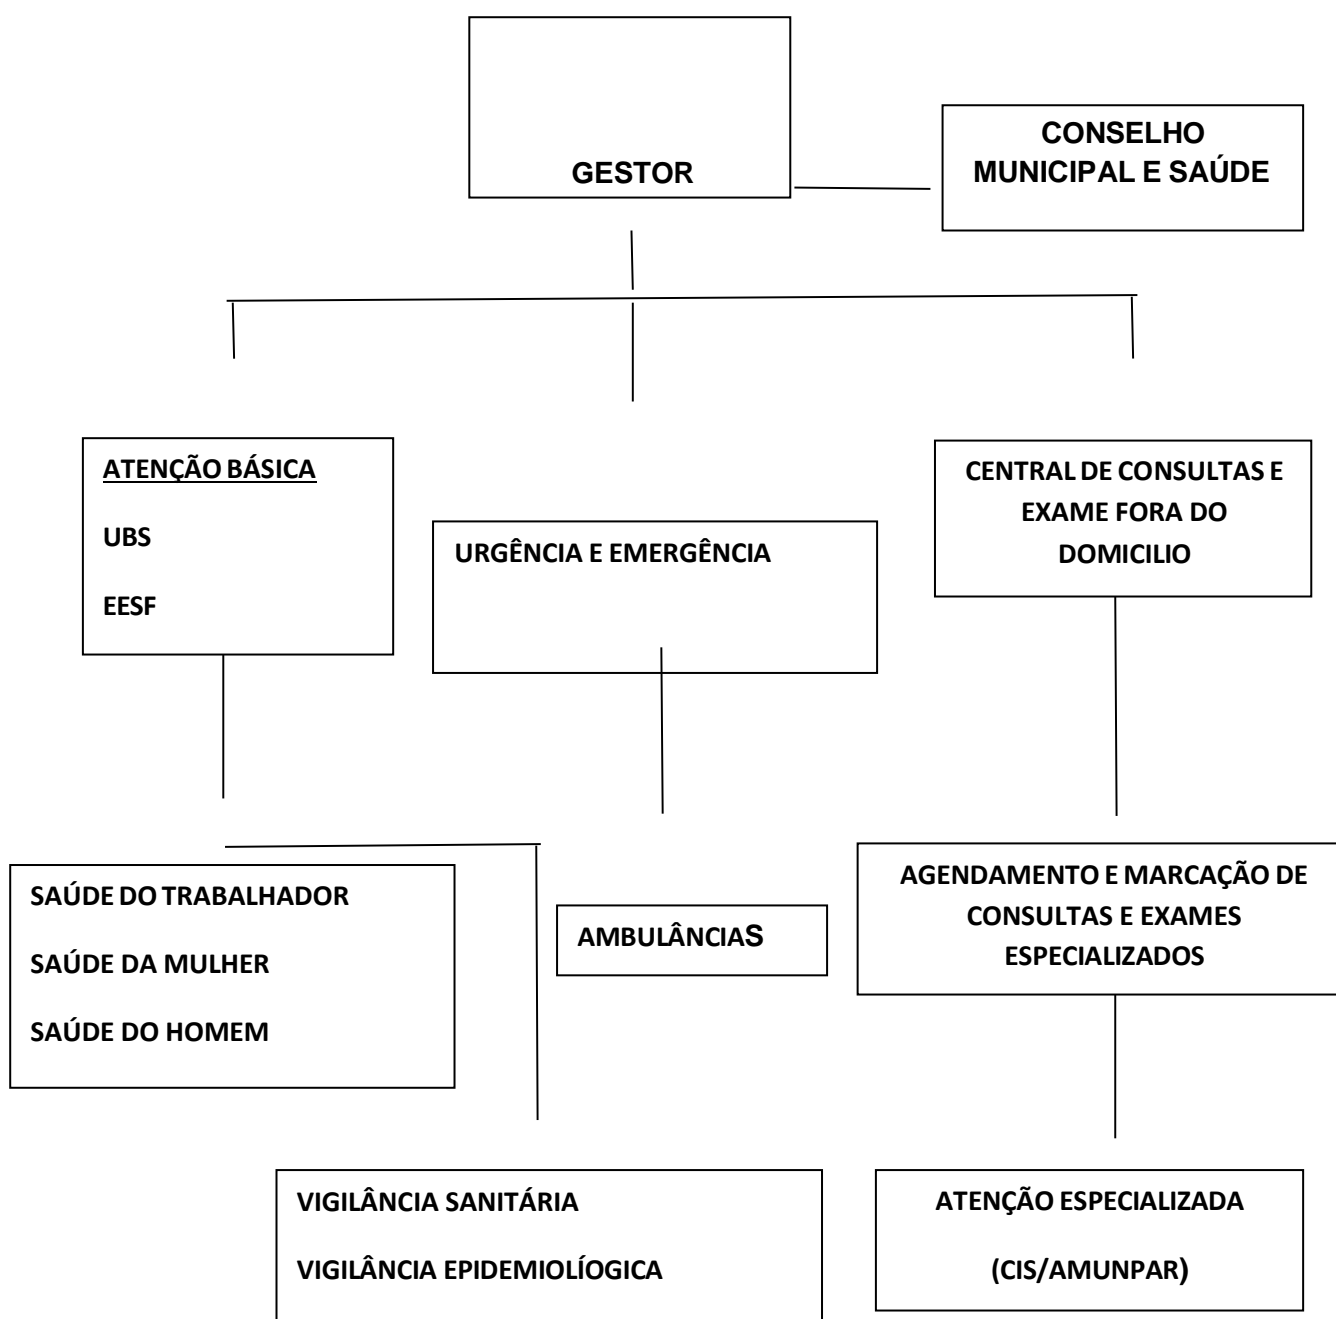 GESTOR
CONSELHO
MUNICIPAL E SAÚDE
ATENÇÃO BÁSICA
UBS
EESF
URGÊNCIA E EMERGÊNCIA
CENTRAL DE CONSULTAS E
EXAME FORA DO
DOMICILIO
SAÚDE DO TRABALHADOR
SAÚDE DA MULHER
SAÚDE DO HOMEM
AMBULÂNCIAS
AGENDAMENTO E MARCAÇÃO DE
CONSULTAS E EXAMES
ESPECIALIZADOS
VIGILÂNCIA SANITÁRIA
VIGILÂNCIA EPIDEMIOLÍOGICA
ATENÇÃO ESPECIALIZADA
(CIS/AMUNPAR)